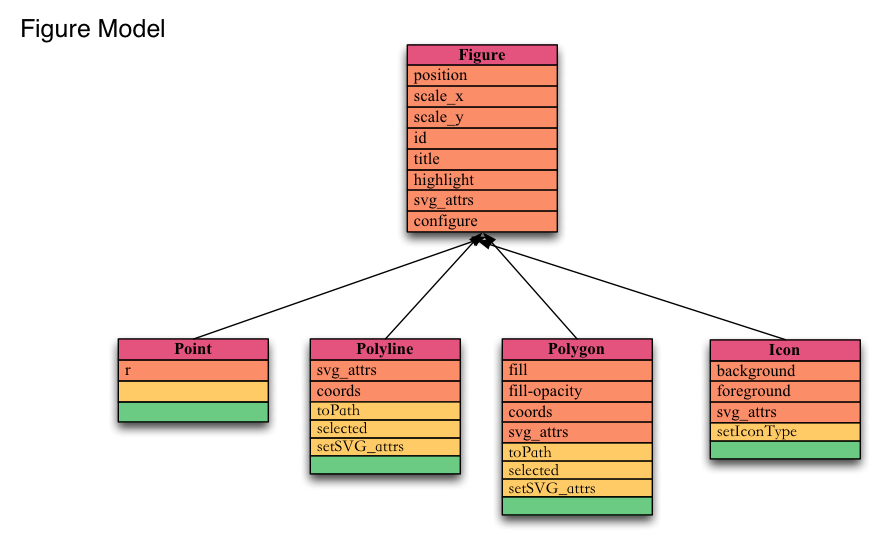 Figure Model
Figure
position
scale_x
scale_y
id
title
highlight
svg_attrs
configure
Point
r
Polyline
svg_attrs
coords
toPath
selected
setSVG_attrs
Polygon
fill
fill-opacity
coords
svg_attrs
toPath
selected
setSVG_attrs
Icon
background
foreground
svg_attrs
setIconType